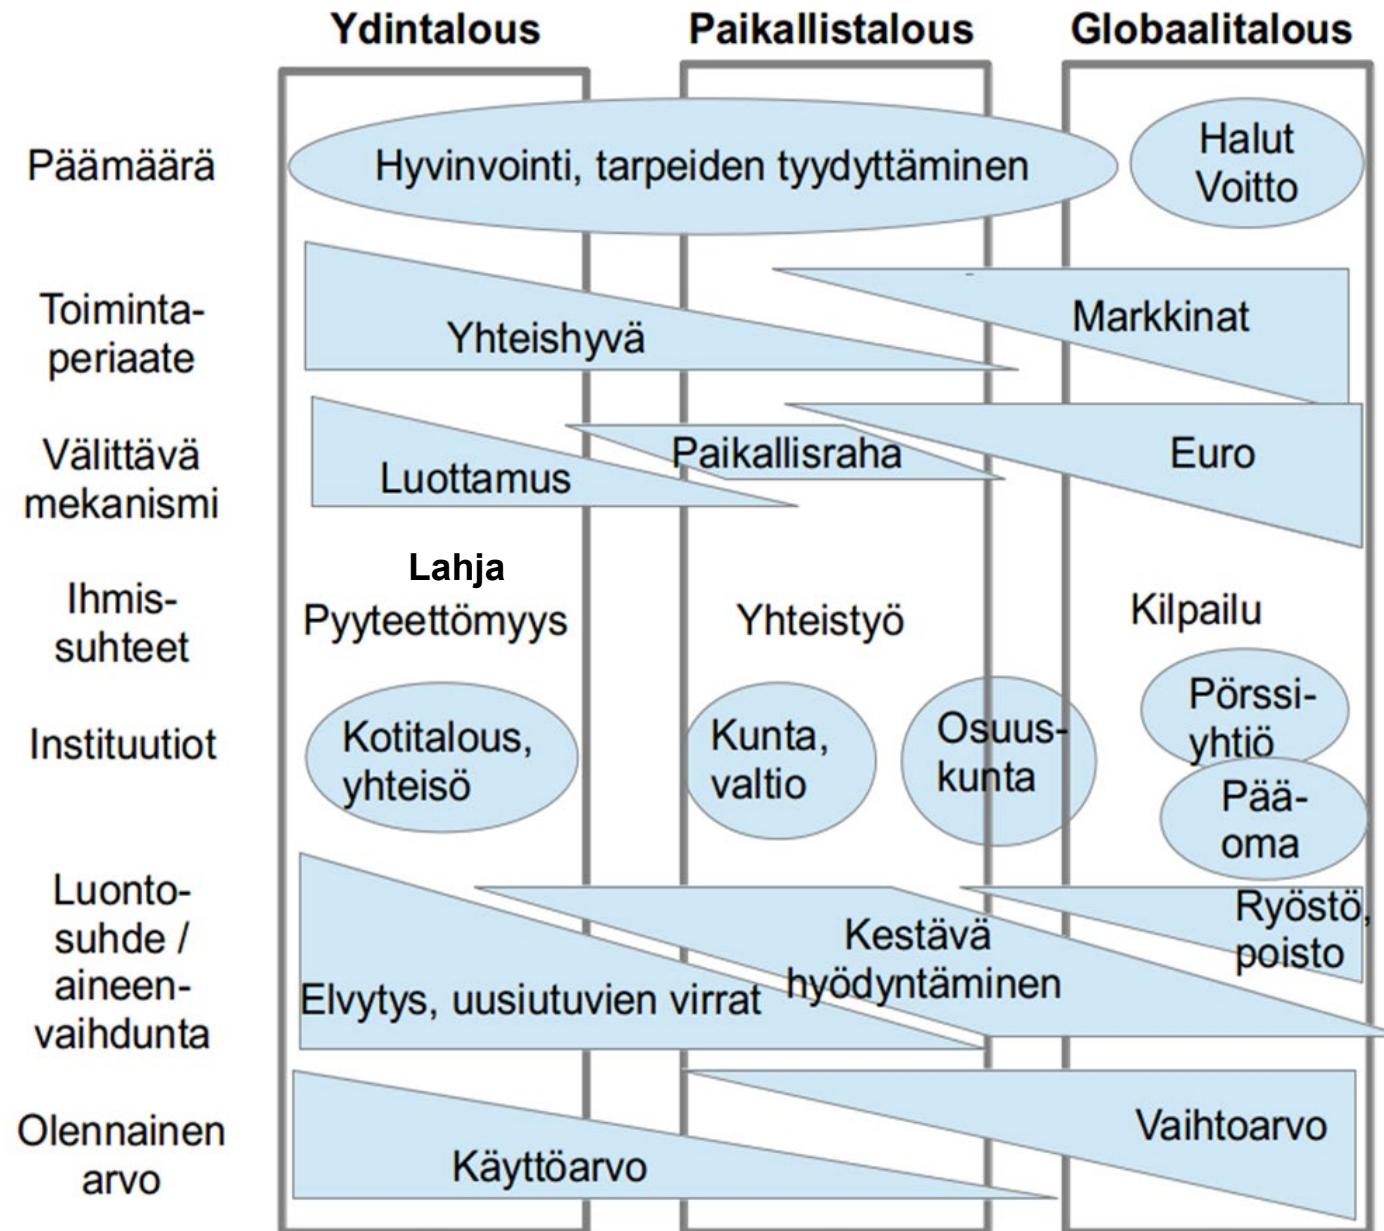 Ydintalous
Paikallistalous
Globaalitalous
Päämäärä
Hyvinvointi, tarpeiden tyydyttäminen
Halut
Voitto
Toiminta-
periaate
Yhteishyvä
Markkinat
Välittävä
mekanismi
Luottamus
Paikallisraha
Euro
Ihmis-
suhteet
Lahja
Pyyteettömyys
Yhteistyö
Kilpailu
Instituutiot
Kotitalous,
yhteisö
Kunta,
valtio
Osuus-
kunta
Pörssi-
yhtiö
Pää-
oma
Luonto-
suhde /
aineen-
vaihdunta
Elvytys, uusiutuvien virrat
Kestävä
hyödyntäminen
Ryöstö,
poisto
Olennainen
arvo
Käyttöarvo
Vaihtoarvo